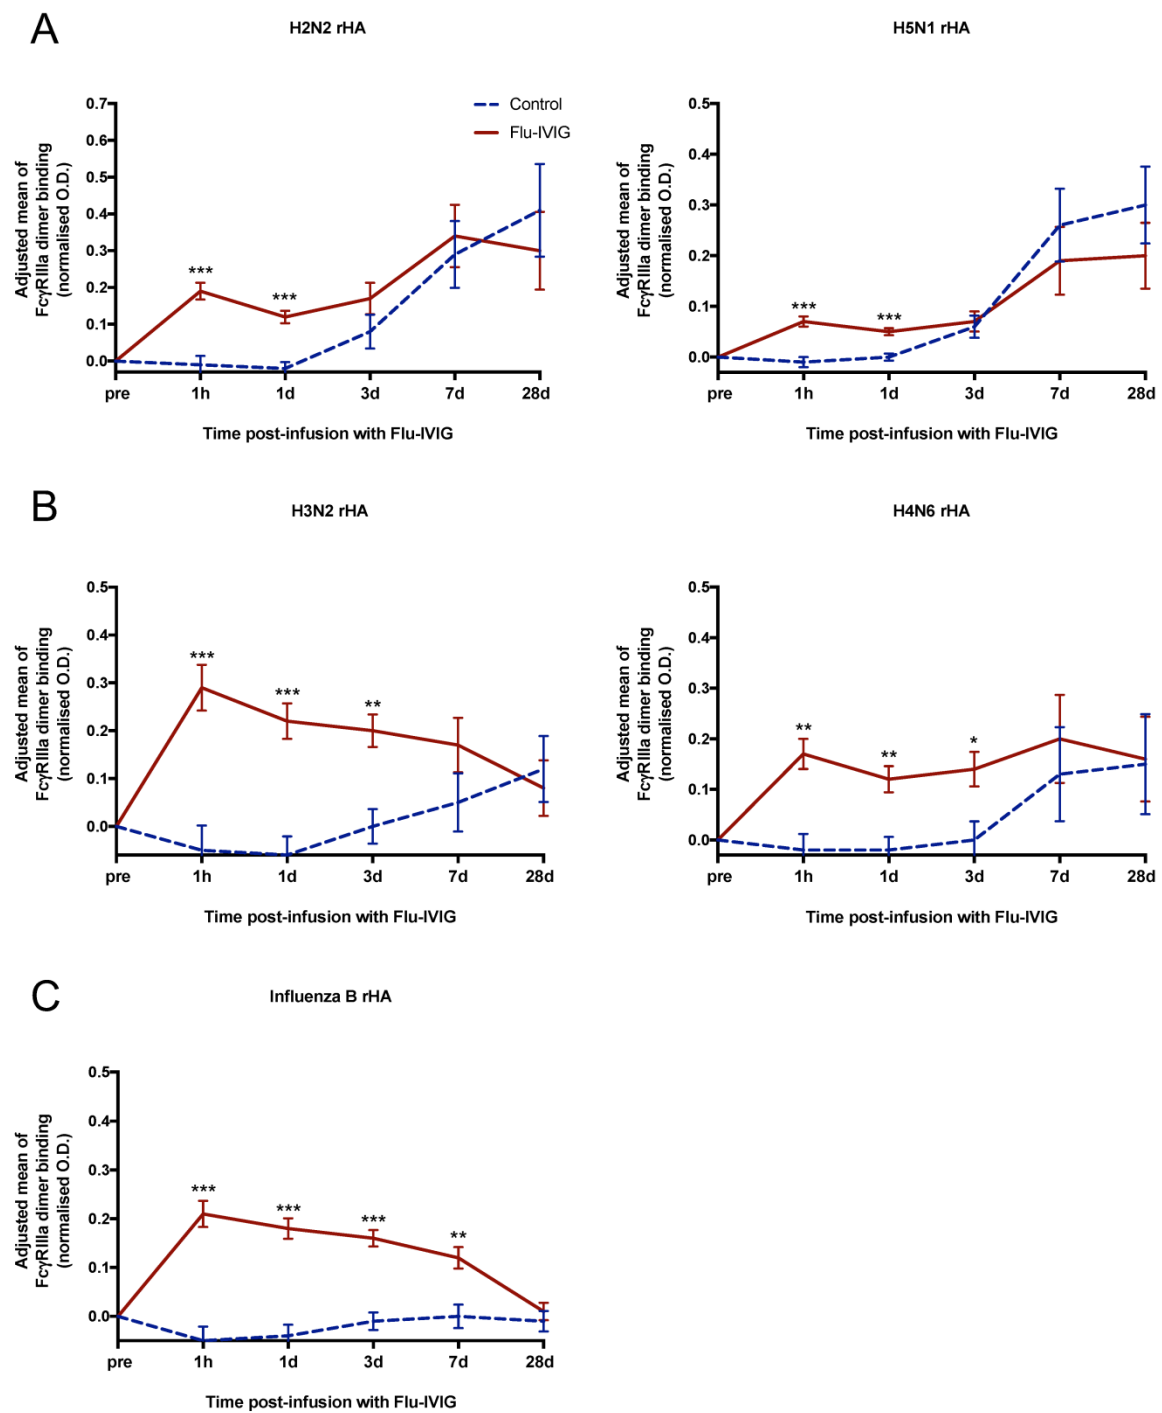 A
H2N2 rHA
Adjusted mean of
FcγRIIIa dimer binding
(normalised O.D.)
0.7
0.6
0.5
0.4
0.3
0.2
0.1
0.0
Control
Flu-IVIG
***
***
pre 1h 1d 3d 7d 28d
Time post-infusion with Flu-IVIG
H5N1 rHA
Adjusted mean of
FcγRIIIa dimer binding
(normalised O.D.)
0.5
0.4
0.3
0.2
0.1
0.0
***
***
pre 1h 1d 3d 7d 28d
Time post-infusion with Flu-IVIG
B
H3N2 rHA
Adjusted mean of
FcγRIIIa dimer binding
(normalised O.D.)
0.5
0.4
0.3
0.2
0.1
0.0
***
***
**
pre 1h 1d 3d 7d 28d
Time post-infusion with Flu-IVIG
H4N6 rHA
Adjusted mean of
FcγRIIIa dimer binding
(normalised O.D.)
0.5
0.4
0.3
0.2
0.1
0.0
**
**
*
pre 1h 1d 3d 7d 28d
Time post-infusion with Flu-IVIG
C
Influenza B rHA
Adjusted mean of
FcγRIIIa dimer binding
(normalised O.D.)
0.5
0.4
0.3
0.2
0.1
0.0
***
***
***
**
pre 1h 1d 3d 7d 28d
Time post-infusion with Flu-IVIG